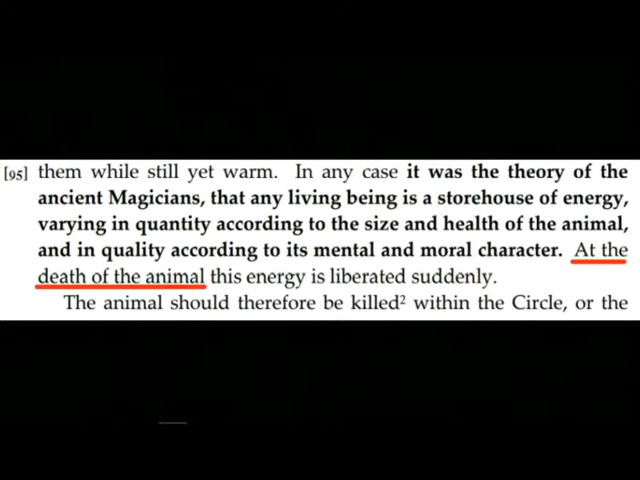 [95] them while still yet warm. In any case it was the theory of the
ancient Magicians, that any living being is a storehouse of energy,
varying in quantity according to the size and health of the animal,
and in quality according to its mental and moral character. At the
death of the animal this energy is liberated suddenly.
The animal should therefore be killed² within the Circle, or the